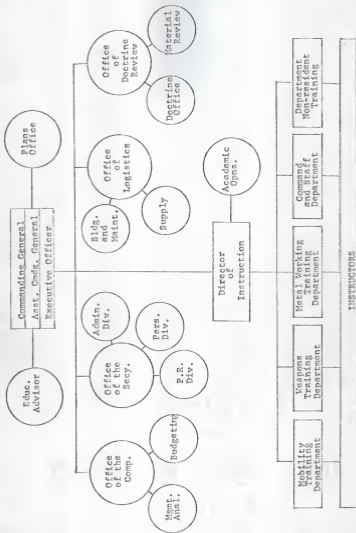 Educ.
Advisor
Commanding General
Asst. Cmdg. General
Executive Officer
Plans
Office
Office
of the
Comp.
Mgmt.
Anal.
Budgeting
Office
of the
Secy.
Admin.
Div.
Pers.
Div.
P.R.
Div.
Office
of
Logistics
Bldg.
and
Maint.
Supply
Office
of
Doctrine
Review
Doctrine
Office
Material
Review
Director
of
Instruction
Academic
Opns.
Mobility
Training
Department
Weapons
Training
Department
Metal Working
Training
Department
Command
and Staff
Department
Department
Non-resident
Training
INSTRUCTORS